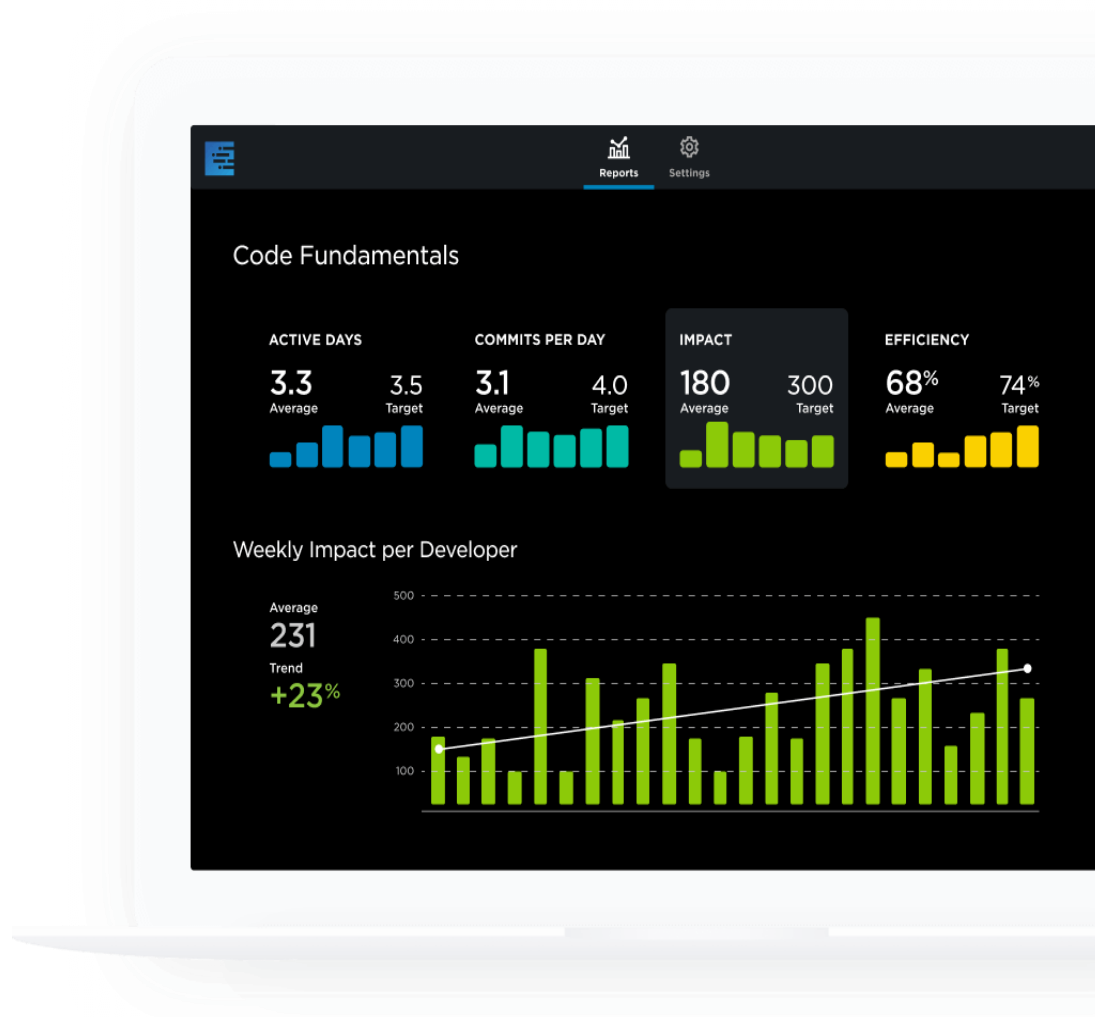 Reports Settings
Code Fundamentals
ACTIVE DAYS COMMITS PER DAY IMPACT EFFICIENCY
3.3 3.5 3.1 4.0 180 300 68% 74%
Average Target Average Target Average Target Average Target
Weekly Impact per Developer
500
Average
231
400
Trend
+23%
300
200
100